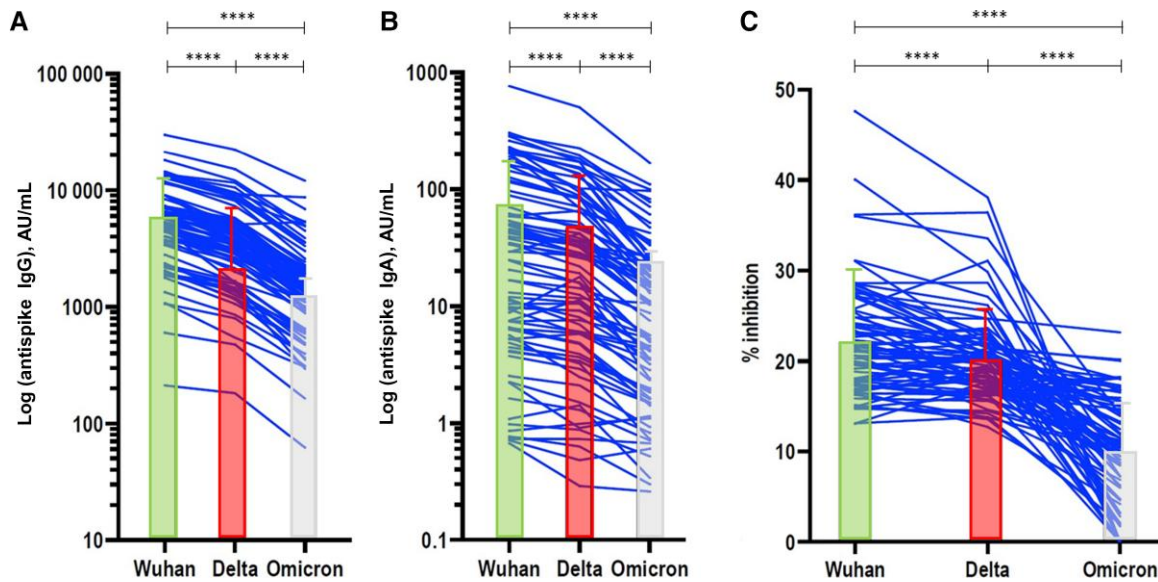 A
****
**** ****
Log (antispike IgG), AU/mL
100 000
10 000
1000
100
10
Wuhan Delta Omicron
B
****
**** ****
Log (antispike IgA), AU/mL
1000
100
10
1
0.1
Wuhan Delta Omicron
C
****
**** ****
% inhibition
50
40
30
20
10
0
Wuhan Delta Omicron